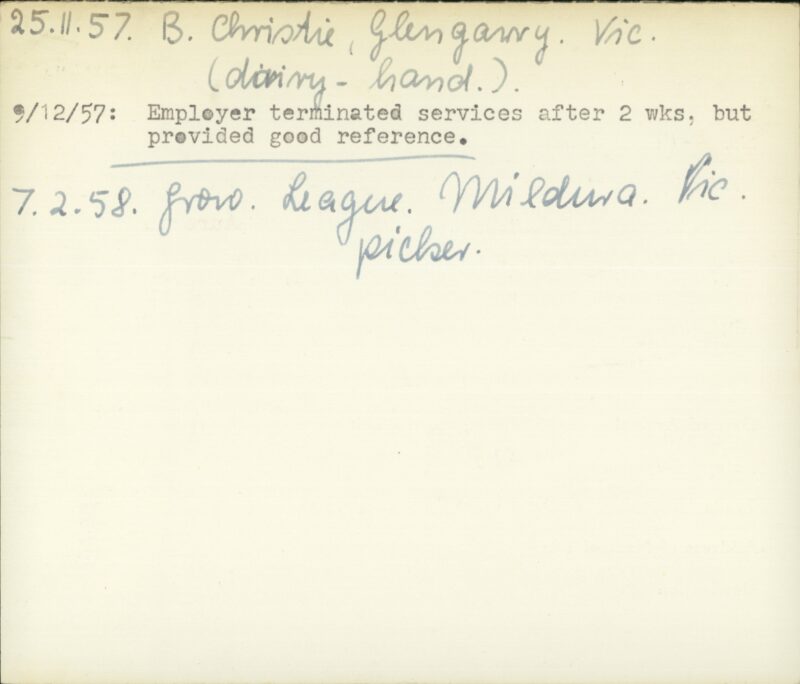 25.11.57. B. Christie, Glengarry. Vic.
(dairy-hand.).
9/12/57: Employer terminated services after 2 wks, but
provided good reference.
7.2.58. Grow. League. Mildura. Vic.
picker.